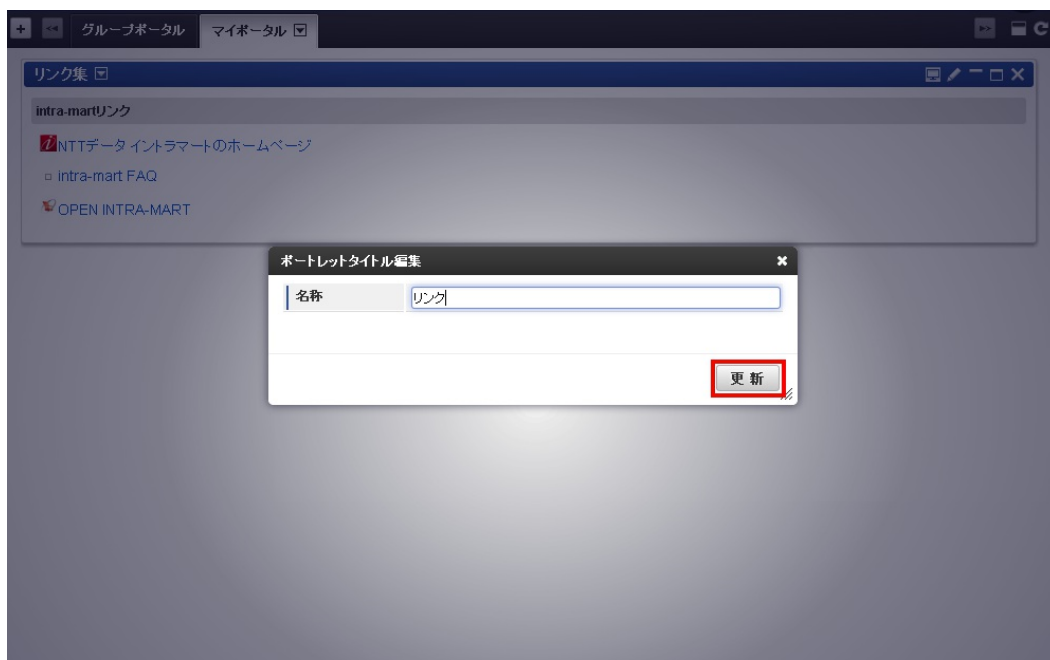 グループポータル マイポータル
リンク集
intra-martリンク
NTTデータ イントラマートのホームページ
intra-mart FAQ
OPEN INTRA-MART
ポートレットタイトル編集
名称 リンク
更新